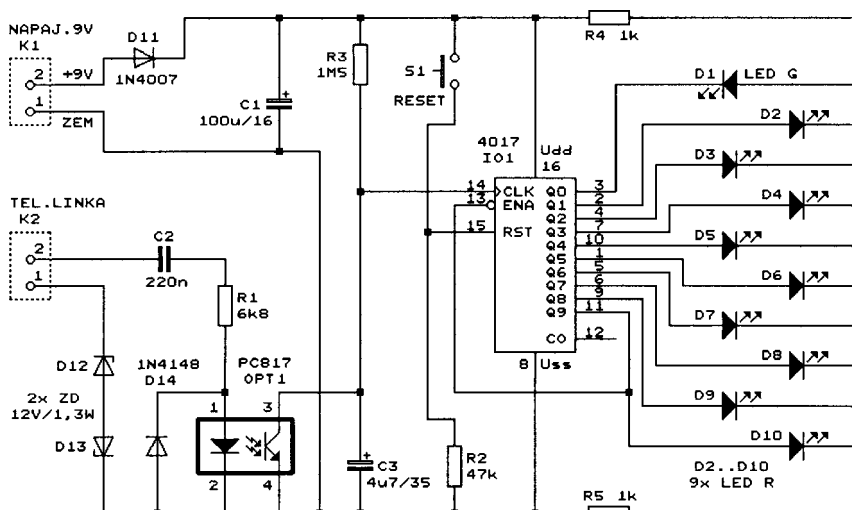 NAPAJ.9V
K1
2
+9V
1
ZEM
D11
1N4007
C1
+
100u/16
R3
1M5
S1
RESET
R4 1k
4017
IO1
Udd
16
14
CLK
13
ENA
15
RST
Q0
3
Q1
2
Q2
4
Q3
7
Q4
10
Q5
1
Q6
5
Q7
6
Q8
9
Q9
11
CO
12
8
Uss
D1
LED G
D2
D3
D4
D5
D6
D7
D8
D9
D10
D2..D10
9x LED R
TEL.LINKA
K2
2
1
C2
220n
R1
6k8
D12
2x ZD
12V/1,3W
D13
1N4148
D14
PC817
OPT1
1
3
2
4
+
C3
4u7/35
R2
47k
R5 1k